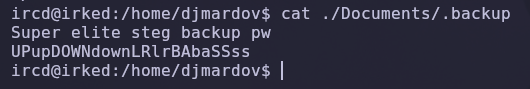 ircd@irked:/home/djmardov$ cat ./Documents/.backup
Super elite steg backup pw
UPupDOWNdownLRlrBAbaSSss
ircd@irked:/home/djmardov$